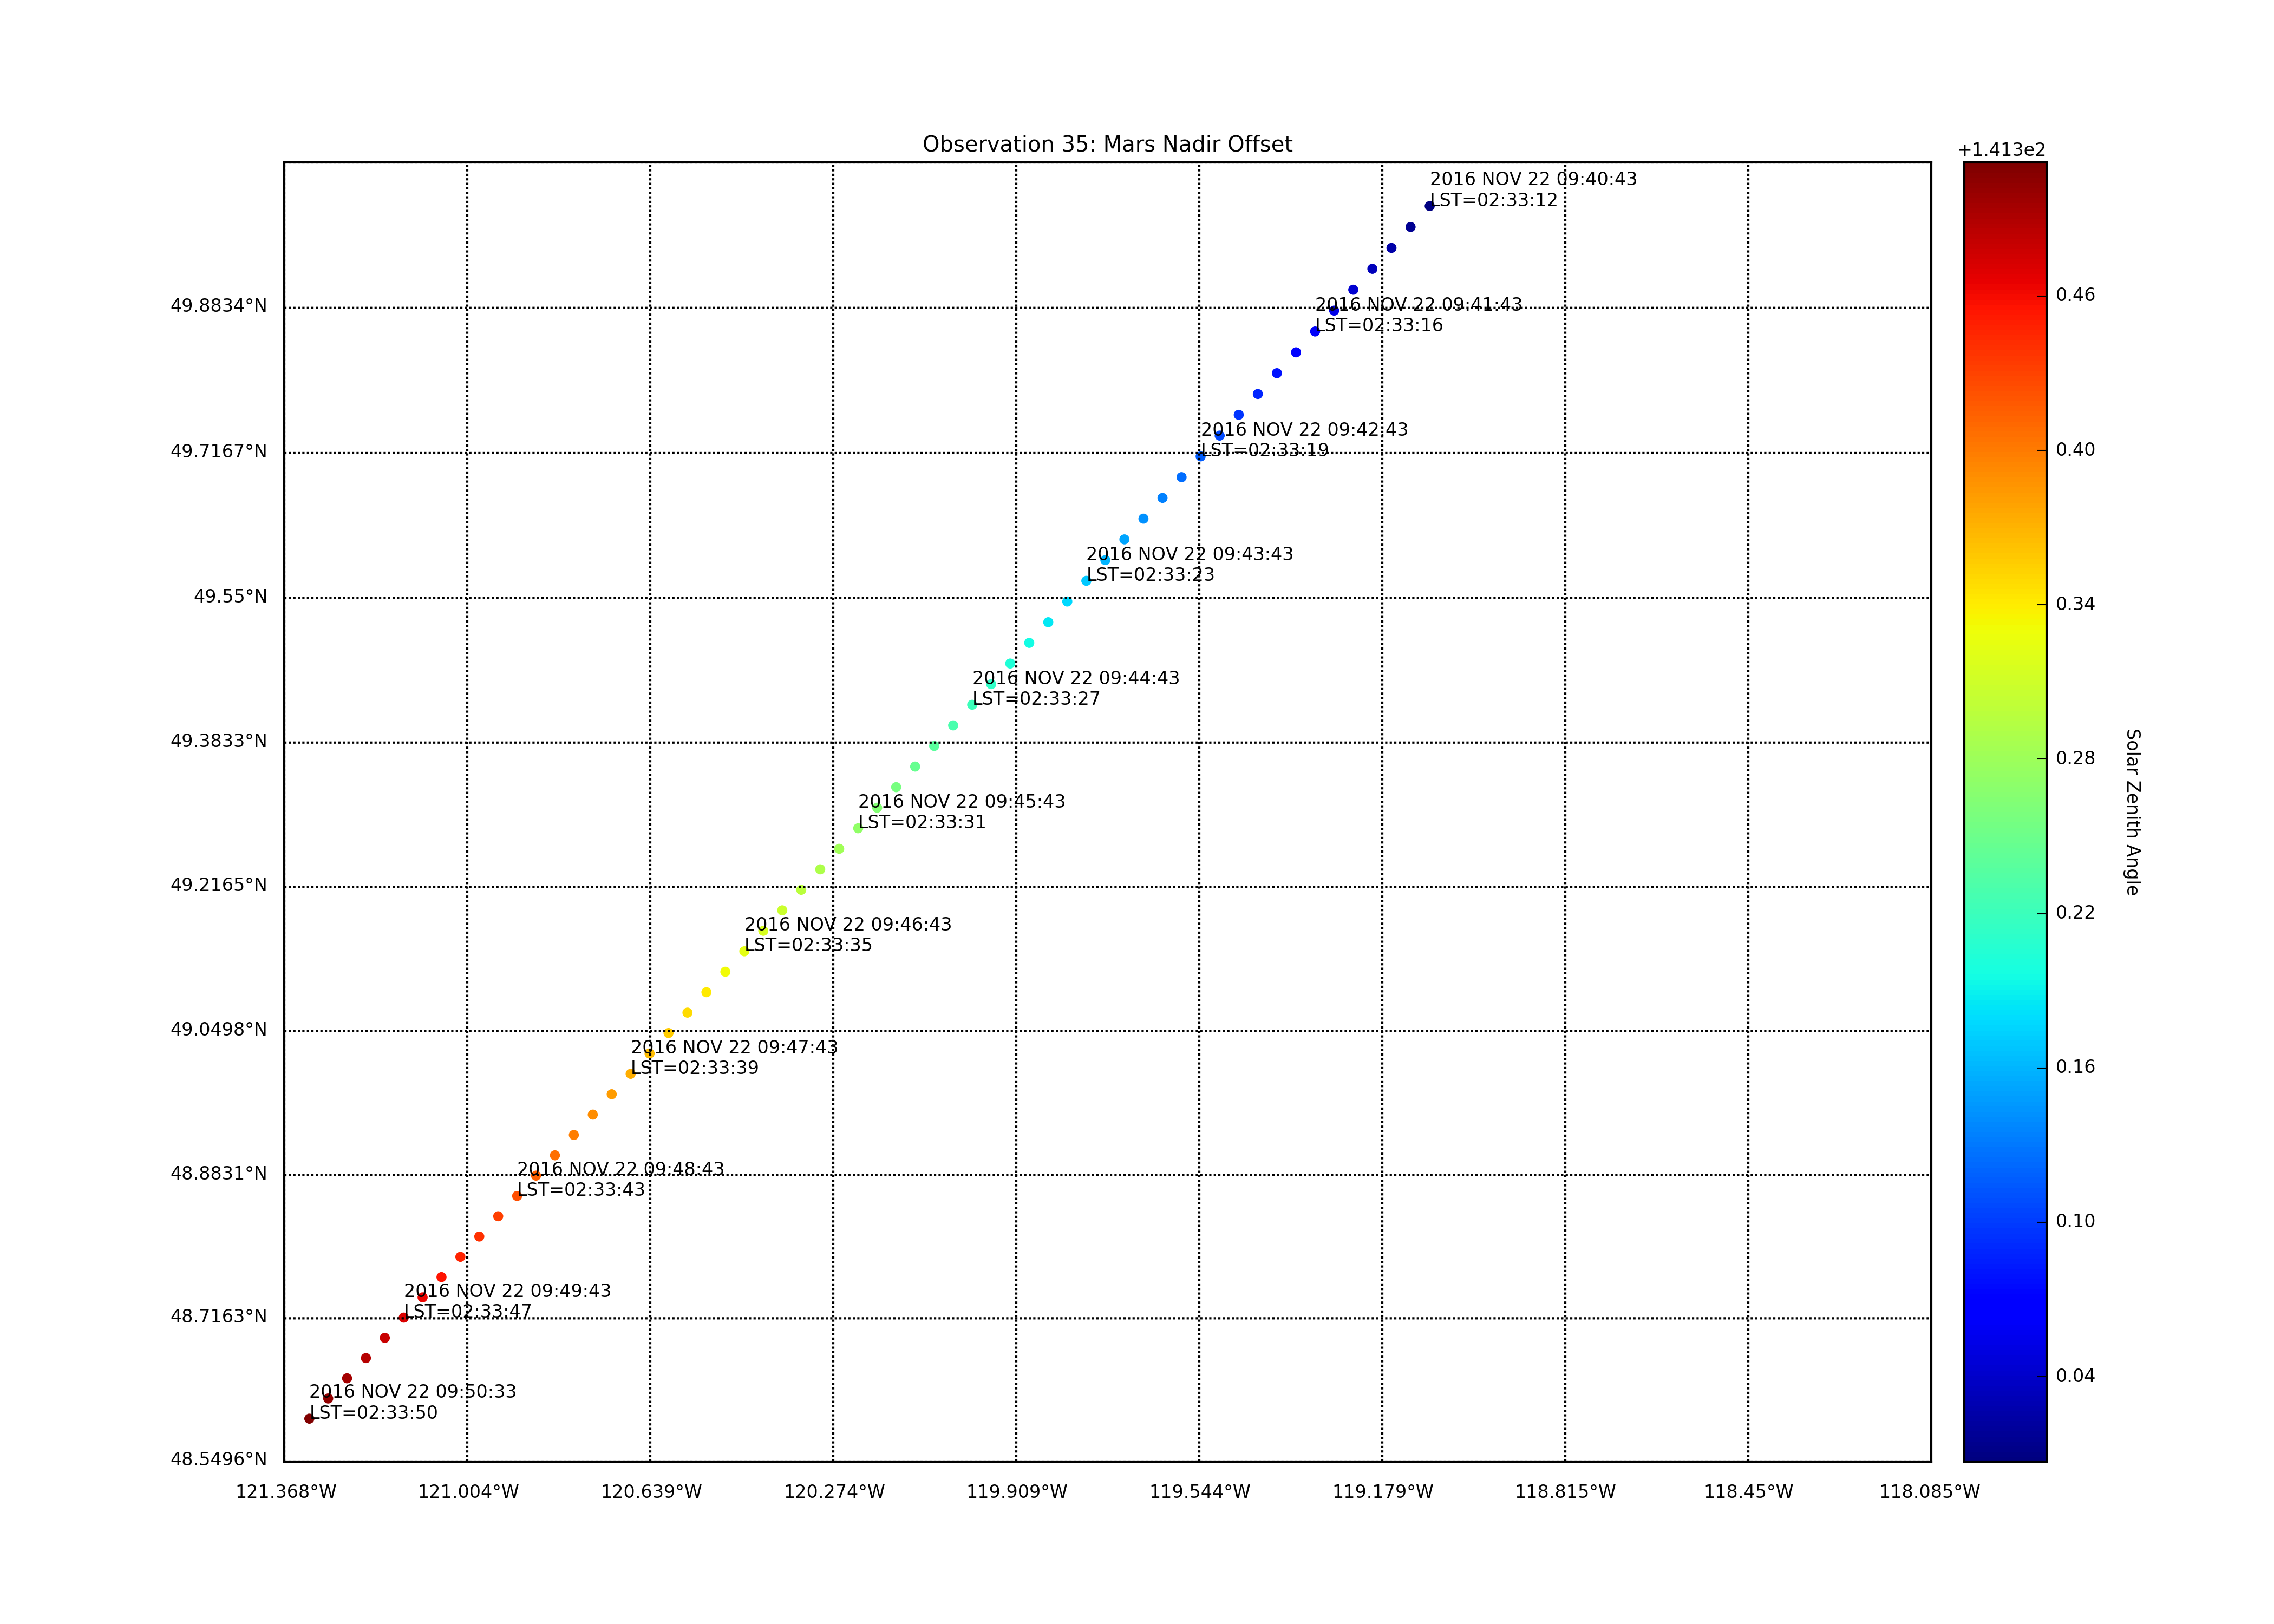 Observation 35: Mars Nadir Offset
+1.413e2
2016 NOV 22 09:40:43
LST=02:33:12
2016 NOV 22 09:41:43
LST=02:33:16
2016 NOV 22 09:42:43
LST=02:33:19
2016 NOV 22 09:43:43
LST=02:33:23
2016 NOV 22 09:44:43
LST=02:33:27
2016 NOV 22 09:45:43
LST=02:33:31
2016 NOV 22 09:46:43
LST=02:33:35
2016 NOV 22 09:47:43
LST=02:33:39
2016 NOV 22 09:48:43
LST=02:33:43
2016 NOV 22 09:49:43
LST=02:33:47
2016 NOV 22 09:50:33
LST=02:33:50
49.8834°N
49.7167°N
49.55°N
49.3833°N
49.2165°N
49.0498°N
48.8831°N
48.7163°N
48.5496°N
121.368°W
121.004°W
120.639°W
120.274°W
119.909°W
119.544°W
119.179°W
118.815°W
118.45°W
118.085°W
0.46
0.40
0.34
0.28
0.22
0.16
0.10
0.04
Solar Zenith Angle